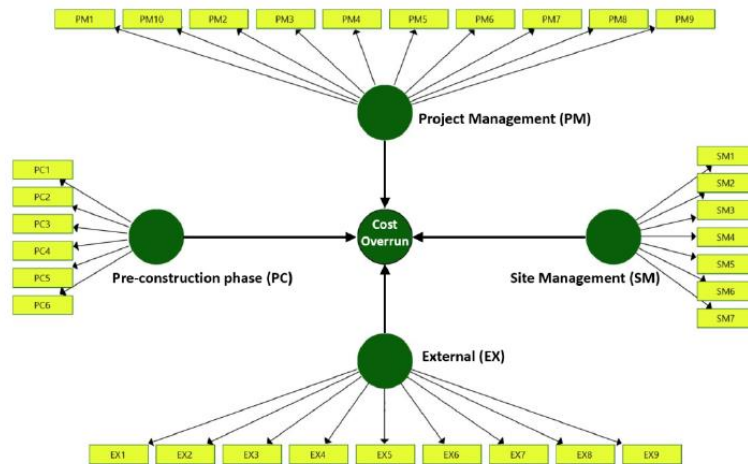 PM1 PM10 PM2 PM3 PM4 PM5 PM6 PM7 PM8 PM9
Project Management (PM)
PC1
PC2
PC3
PC4
PC5
PC6
Pre-construction phase (PC)
Cost
Overrun
SM1
SM2
SM3
SM4
SM5
SM6
SM7
Site Management (SM)
External (EX)
EX1 EX2 EX3 EX4 EX5 EX6 EX7 EX8 EX9